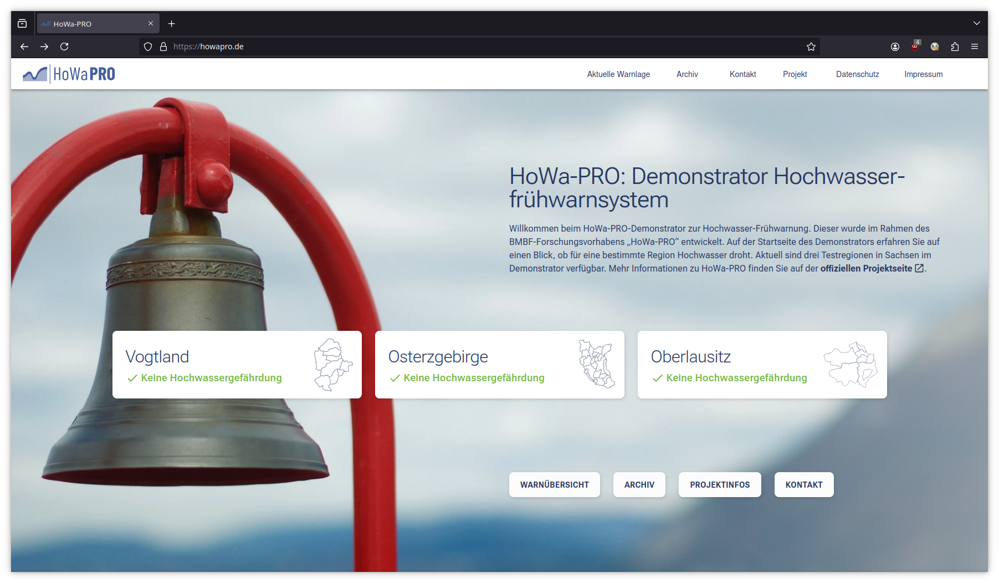 HoWa-PRO
4
https://howapro.de
HoWaPRO
Aktuelle Warnlage
Archiv
Kontakt
Projekt
Datenschutz
Impressum
HoWa-PRO: Demonstrator Hochwasser-
frühwarnsystem
Willkommen beim HoWa-PRO-Demonstrator zur Hochwasser-Frühwarnung. Dieser wurde im Rahmen des
BMBF-Forschungsvorhabens „HoWa-PRO“ entwickelt. Auf der Startseite des Demonstrators erfahren Sie auf
einen Blick, ob für eine bestimmte Region Hochwasser droht. Aktuell sind drei Testregionen in Sachsen im
Demonstrator verfügbar. Mehr Informationen zu HoWa-PRO finden Sie auf der offiziellen Projektseite.
Vogtland
Keine Hochwassergefährdung
Osterzgebirge
Keine Hochwassergefährdung
Oberlausitz
Keine Hochwassergefährdung
WARNÜBERSICHT
ARCHIV
PROJEKTINFOS
KONTAKT